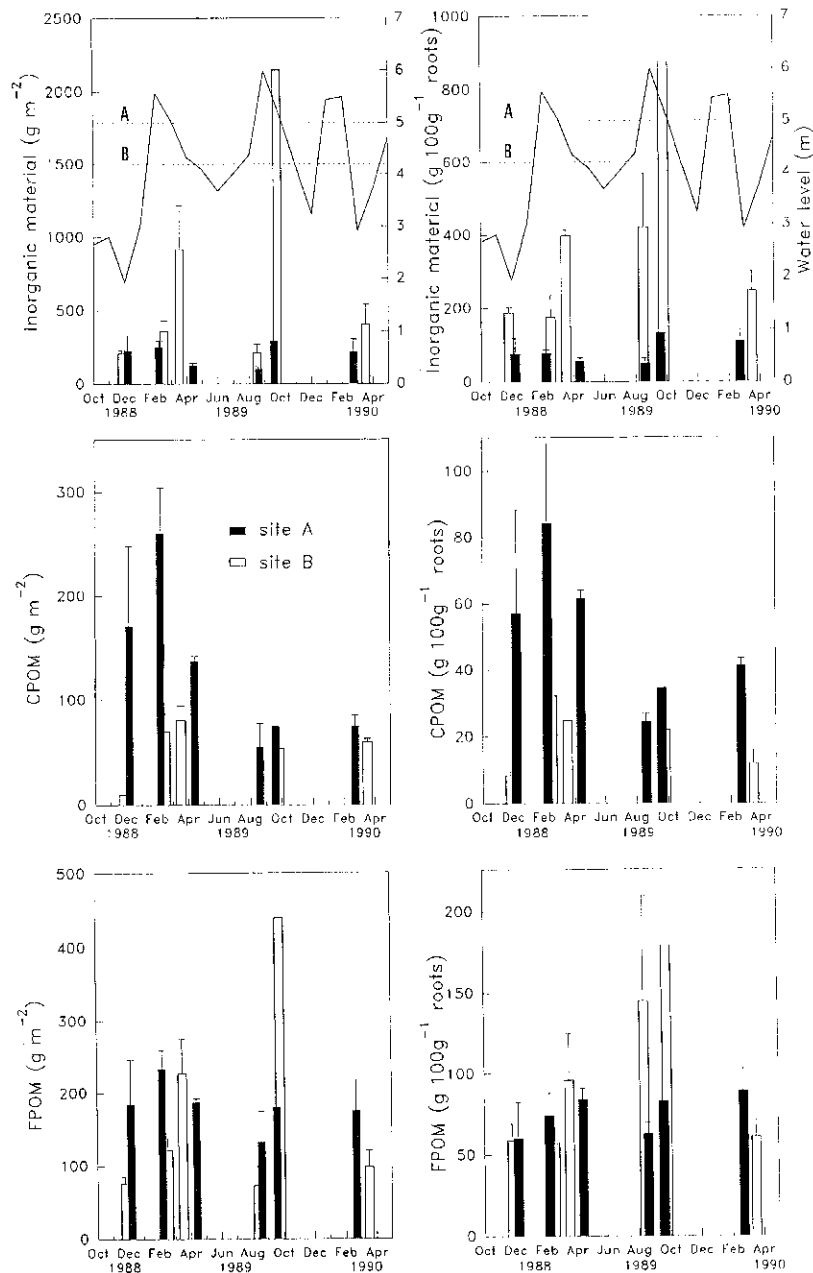 2500
2000
1500
1000
500
0
Inorganic material (g m⁻²)
A
B
7
6
5
4
3
2
1
0
Oct Dec Feb Apr Jun Aug Oct Dec Feb Apr
1988 1989 1990
1000
800
600
400
200
0
Inorganic material (g 100g⁻¹ roots)
A
B
7
6
5
4
3
2
1
0
Water level (m)
Oct Dec Feb Apr Jun Aug Oct Dec Feb Apr
1988 1989 1990
300
200
100
0
CPOM (g m⁻²)
site A
site B
Oct Dec Feb Apr Jun Aug Oct Dec Feb Apr
1988 1989 1990
100
80
60
40
20
0
CPOM (g 100g⁻¹ roots)
Oct Dec Feb Apr Jun Aug Oct Dec Feb Apr
1988 1989 1990
500
400
300
200
100
0
FPOM (g m⁻²)
Oct Dec Feb Apr Jun Aug Oct Dec Feb Apr
1988 1989 1990
200
150
100
50
0
FPOM (g 100g⁻¹ roots)
Oct Dec Feb Apr Jun Aug Oct Dec Feb Apr
1988 1989 1990